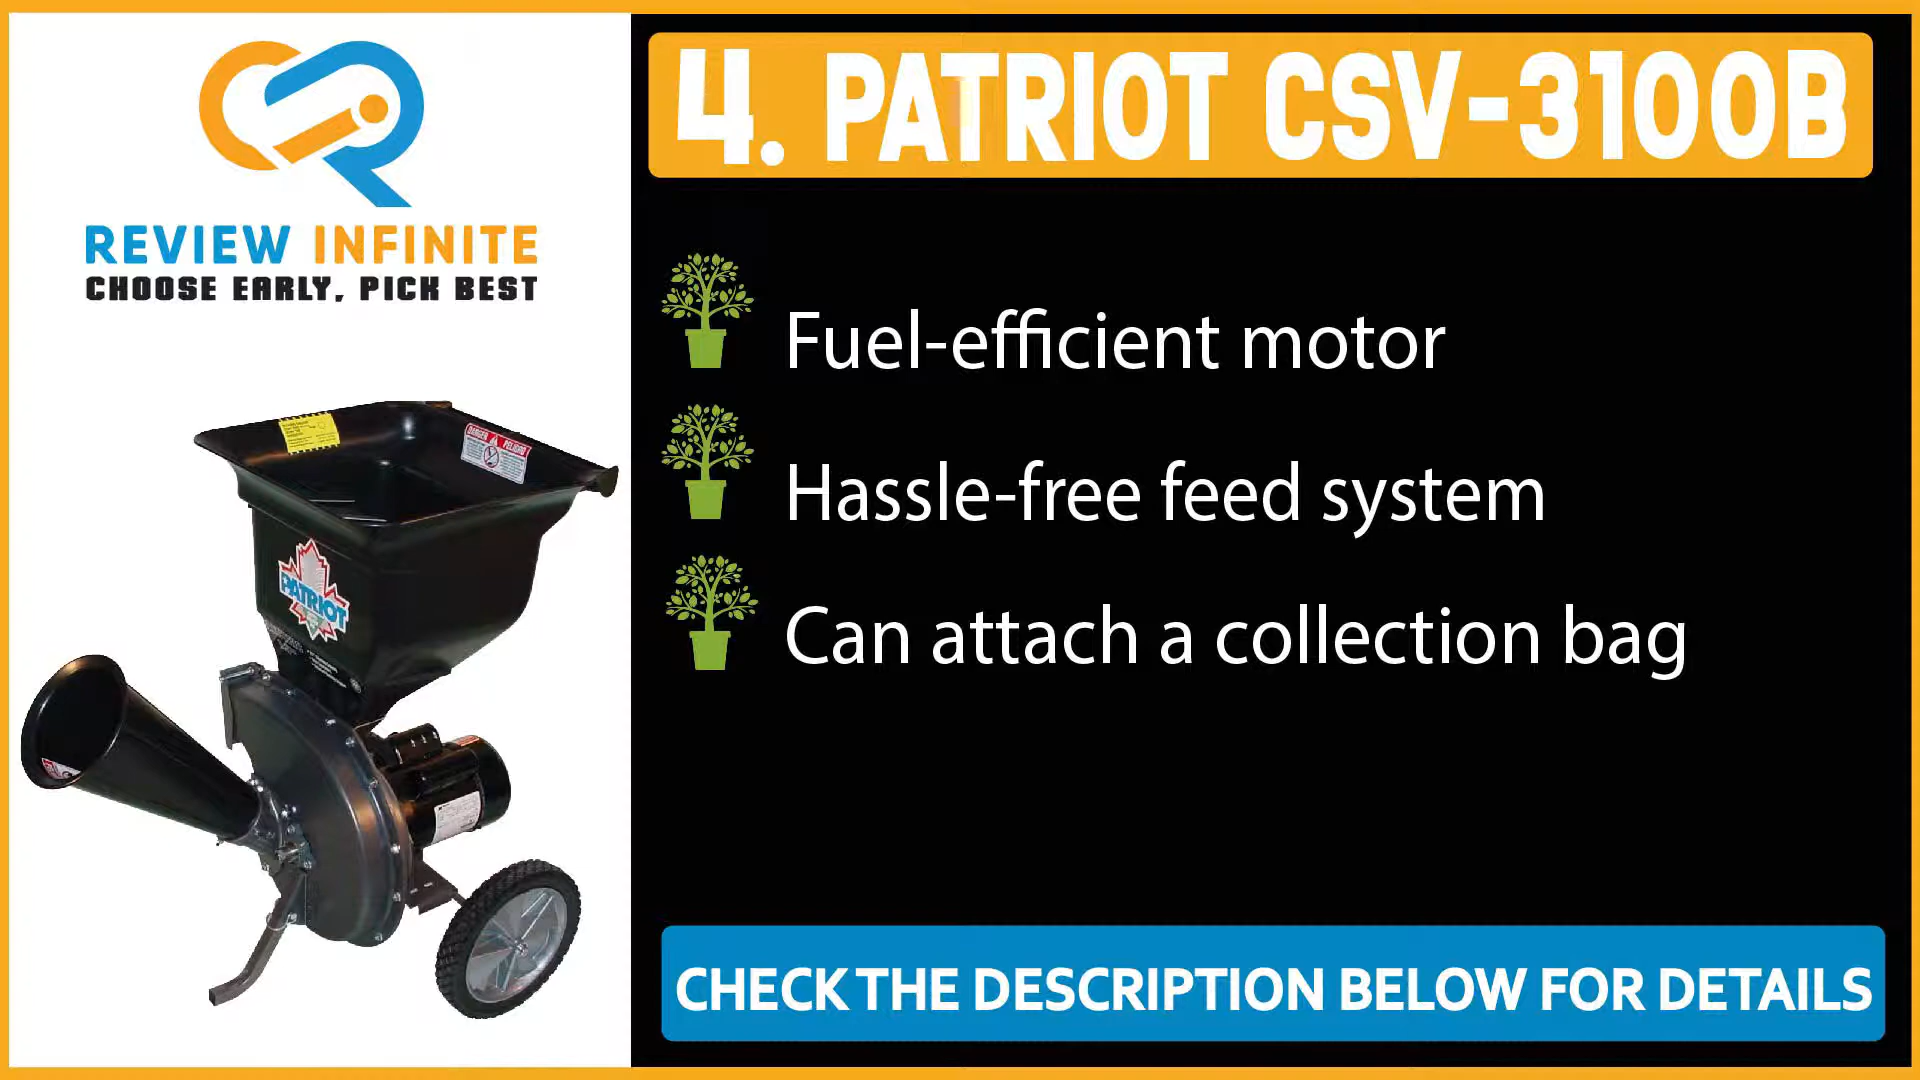 REVIEW INFINITE
CHOOSE EARLY, PICK BEST
4. PATRIOT CSV-3100B
Fuel-efficient motor
Hassle-free feed system
Can attach a collection bag
DANGER PELIGRO
PATRIOT
CHECK THE DESCRIPTION BELOW FOR DETAILS